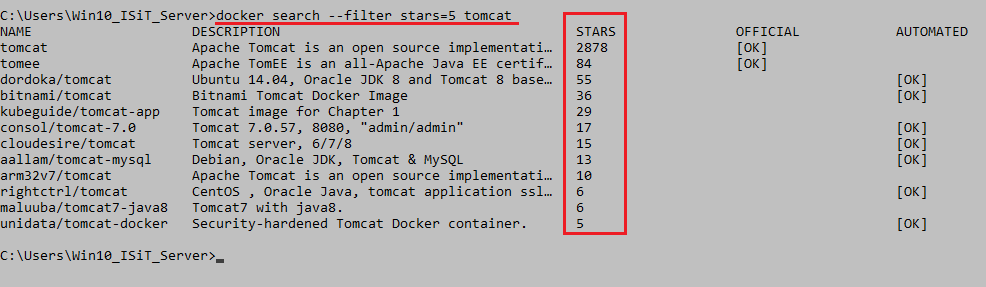 C:\Users\Win10_ISiT_Server>docker search --filter stars=5 tomcat
NAME DESCRIPTION STARS OFFICIAL AUTOMATED
tomcat Apache Tomcat is an open source implementati… 2878 [OK]
tomee Apache TomEE is an all-Apache Java EE certif… 84 [OK]
dordoka/tomcat Ubuntu 14.04, Oracle JDK 8 and Tomcat 8 base… 55 [OK]
bitnami/tomcat Bitnami Tomcat Docker Image 36 [OK]
kubeguide/tomcat-app Tomcat image for Chapter 1 29
consol/tomcat-7.0 Tomcat 7.0.57, 8080, "admin/admin" 17 [OK]
cloudesire/tomcat Tomcat server, 6/7/8 15 [OK]
aallam/tomcat-mysql Debian, Oracle JDK, Tomcat & MySQL 13 [OK]
arm32v7/tomcat Apache Tomcat is an open source implementati… 10
rightctrl/tomcat CentOS , Oracle Java, tomcat application ssl… 6 [OK]
maluuba/tomcat7-java8 Tomcat7 with java8. 6
unidata/tomcat-docker Security-hardened Tomcat Docker container. 5 [OK]
C:\Users\Win10_ISiT_Server>